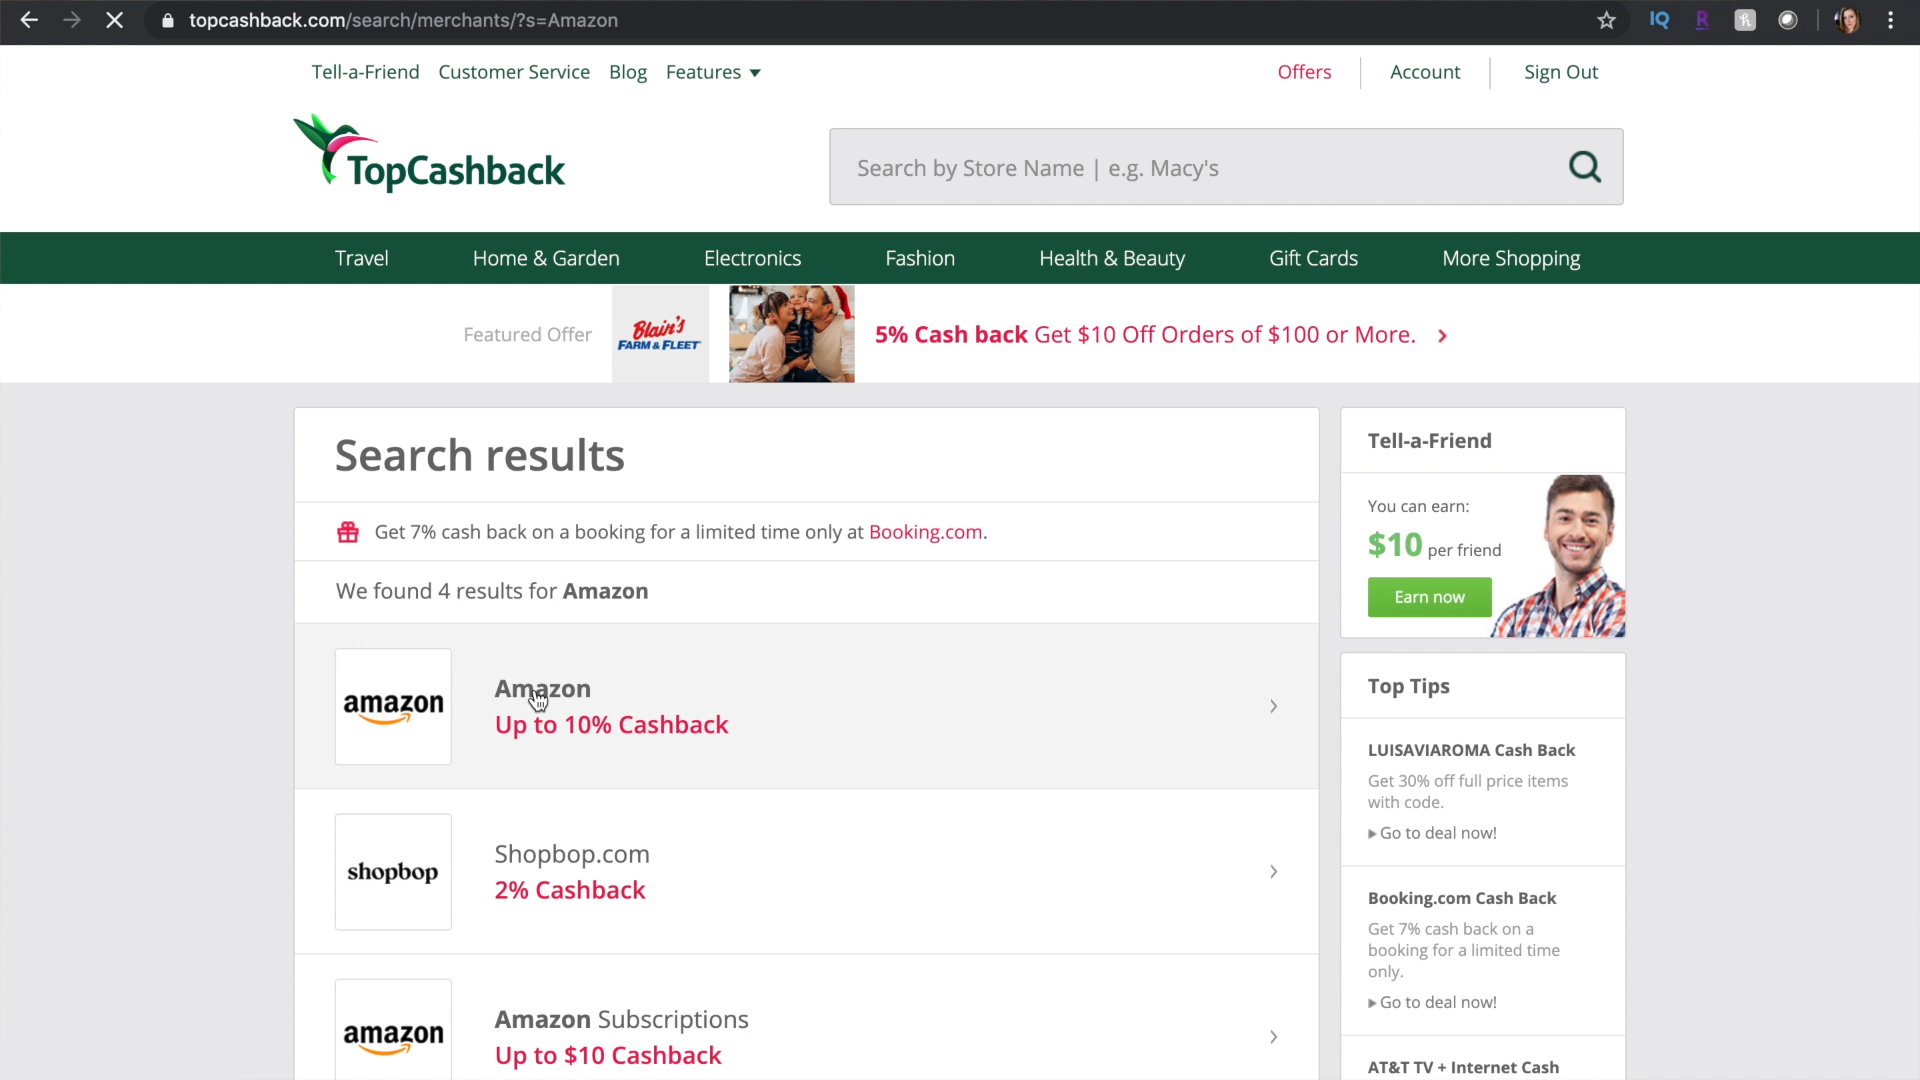 topcashback.com/search/merchants/?s=Amazon
IQ
R
Tell-a-Friend Customer Service Blog Features
Offers Account Sign Out
TopCashback
Search by Store Name | e.g. Macy's
Travel Home & Garden Electronics Fashion Health & Beauty Gift Cards More Shopping
Featured Offer
Blain's
FARM & FLEET
5% Cash back Get $10 Off Orders of $100 or More.
Search results
Get 7% cash back on a booking for a limited time only at Booking.com.
We found 4 results for Amazon
amazon
Amazon
Up to 10% Cashback
shopbop
Shopbop.com
2% Cashback
amazon
Amazon Subscriptions
Up to $10 Cashback
Tell-a-Friend
You can earn:
$10 per friend
Earn now
Top Tips
LUISAVIAROMA Cash Back
Get 30% off full price items
with code.
Go to deal now!
Booking.com Cash Back
Get 7% cash back on a
booking for a limited time
only.
Go to deal now!
AT&T TV + Internet Cash